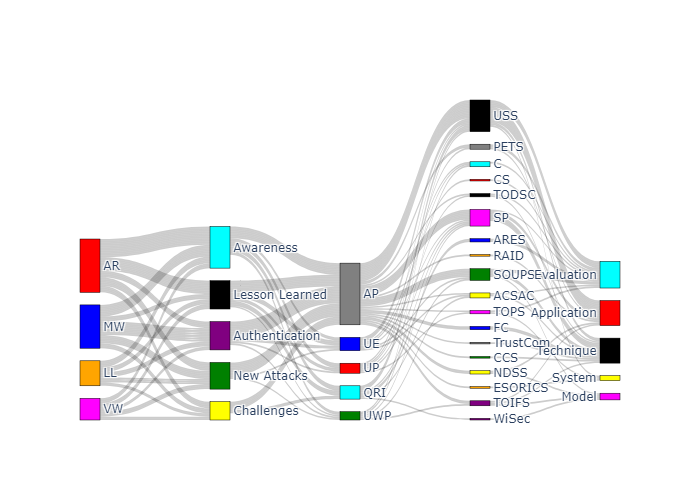 AR
MW
LL
VW
Awareness
Lesson Learned
Authentication
New Attacks
Challenges
AP
UE
UP
QRI
UWP
USS
PETS
C
CS
TODSC
SP
ARES
RAID
SOUPS
ACSAC
TOPS
FC
TrustCom
CCS
NDSS
ESORICS
TOIFS
WiSec
Evaluation
Application
Technique
System
Model